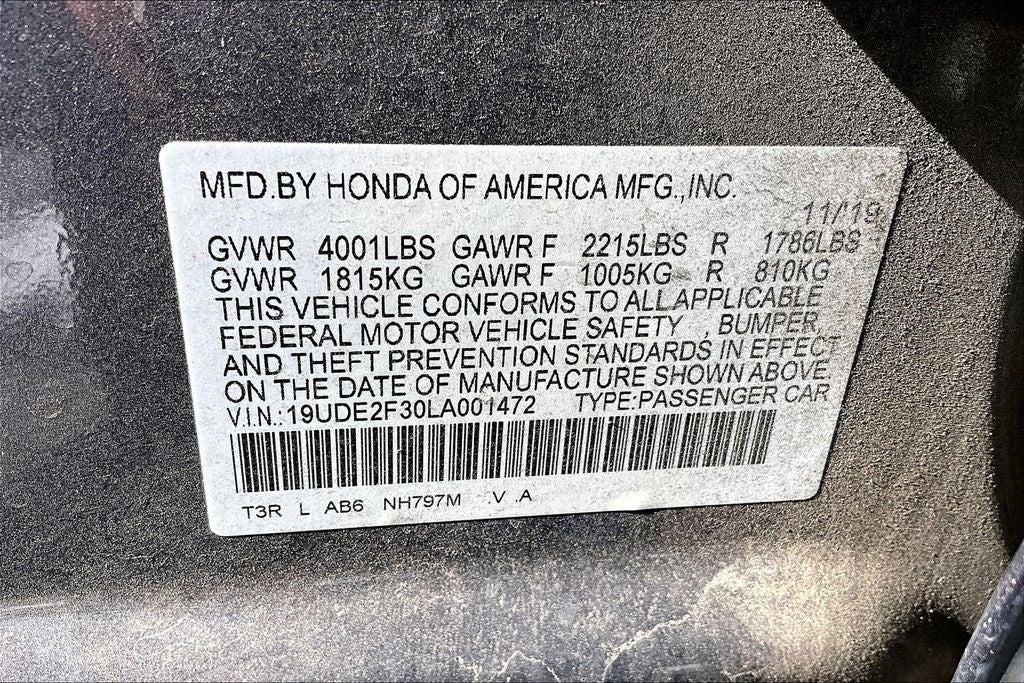 MFD.BY HONDA OF AMERICA MFG.,INC.
11/19
GVWR 4001LBS GAWR F 2215LBS R 1786LBS
GVWR 1815KG GAWR F 1005KG R 810KG
THIS VEHICLE CONFORMS TO ALL APPLICABLE
FEDERAL MOTOR VEHICLE SAFETY , BUMPER,
AND THEFT PREVENTION STANDARDS IN EFFECT
ON THE DATE OF MANUFACTURE SHOWN ABOVE.
V.I.N.:19UDE2F30LA001472 TYPE:PASSENGER CAR
T3R L AB6 NH797M .V .A